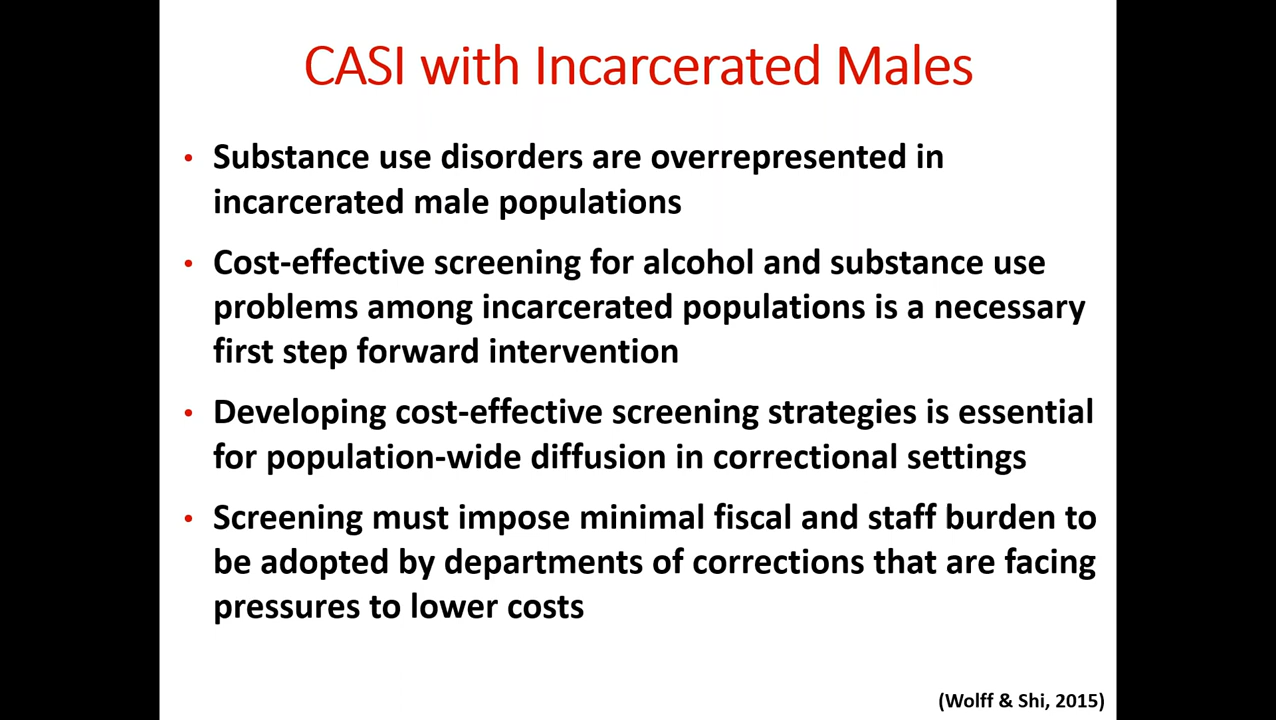 CASI with Incarcerated Males
• Substance use disorders are overrepresented in
incarcerated male populations
• Cost-effective screening for alcohol and substance use
problems among incarcerated populations is a necessary
first step forward intervention
• Developing cost-effective screening strategies is essential
for population-wide diffusion in correctional settings
• Screening must impose minimal fiscal and staff burden to
be adopted by departments of corrections that are facing
pressures to lower costs
(Wolff & Shi, 2015)